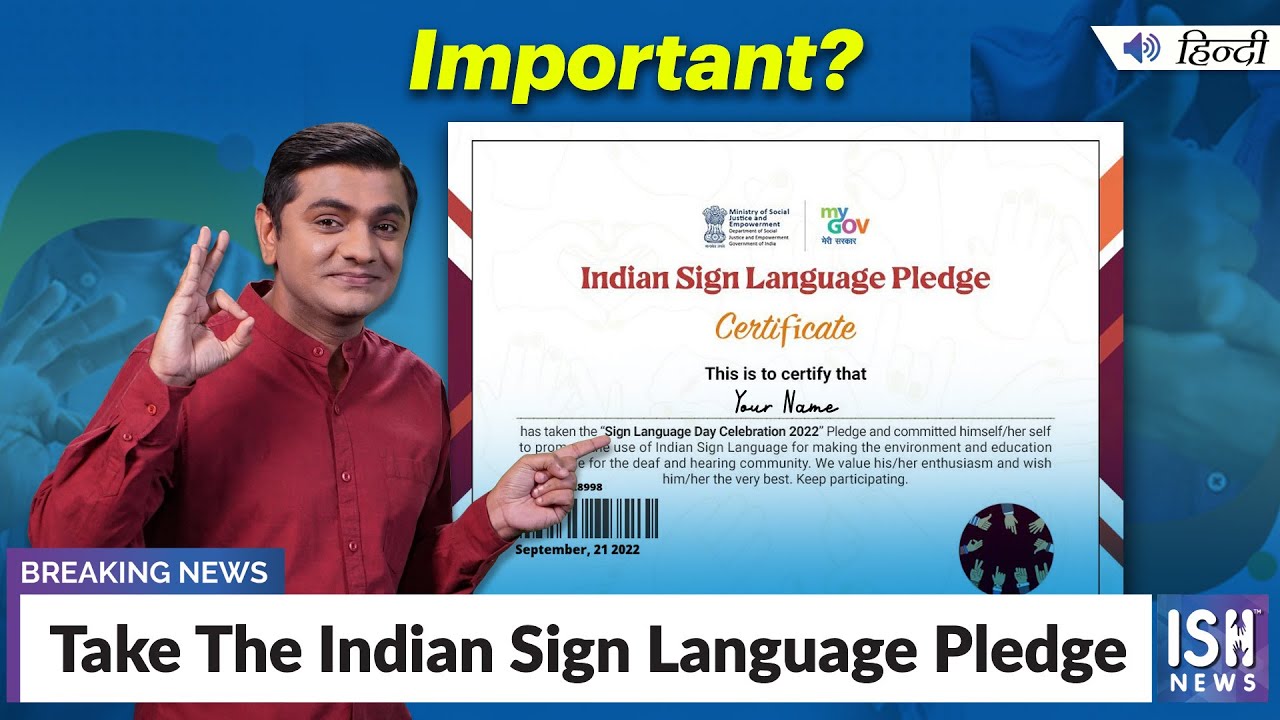 Important?
हिन्दी
Ministry of Social
Justice and
Empowerment
Department of Social
Justice and Empowerment
Government of India
my
GOV
मेरी सरकार
Indian Sign Language Pledge
Certificate
This is to certify that
Your Name
has taken the “Sign Language Day Celebration 2022” Pledge and committed himself/her self
to use of Indian Sign Language for making the environment and education
for the deaf and hearing community. We value his/her enthusiasm and wish
him/her the very best. Keep participating.
8998
September, 21 2022
BREAKING NEWS
Take The Indian Sign Language Pledge
ISH
NEWS
TM